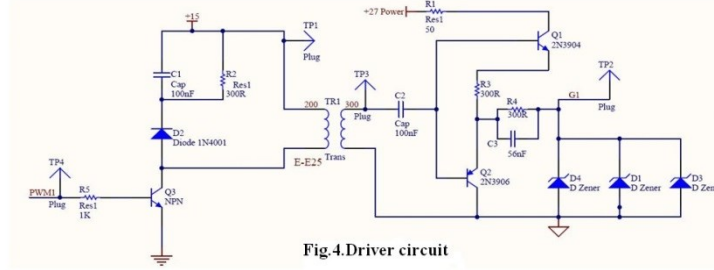 +15
+27 Power
R1
Res1
50
TP1
Plug
Q1
2N3904
C1
Cap
100nF
R2
Res1
300R
TP3
Plug
C2
Cap
100nF
R3
300R
R4
300R
C3
56nF
G1
TP2
Plug
200
TR1
300
Trans
E-E25
D2
Diode 1N4001
TP4
Plug
PWM1
R5
Res1
1K
Q3
NPN
Q2
2N3906
D4
D Zener
D1
D Zener
D3
D Zen
Fig.4.Driver circuit